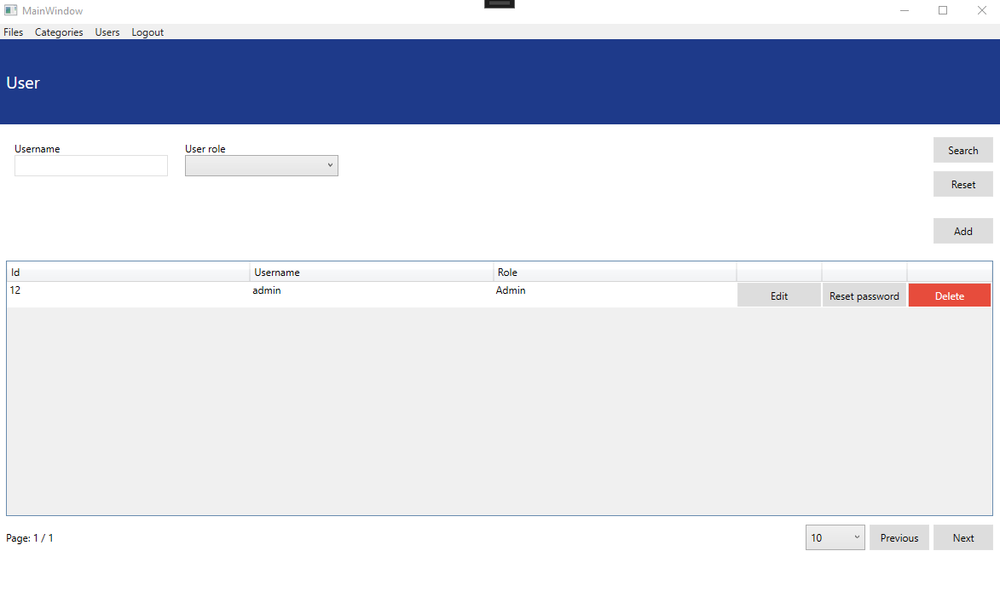 MainWindow
Files Categories Users Logout
User
Username User role
Search
Reset
Add
Id Username Role
12 admin Admin Edit Reset password Delete
Page: 1 / 1 10 Previous Next